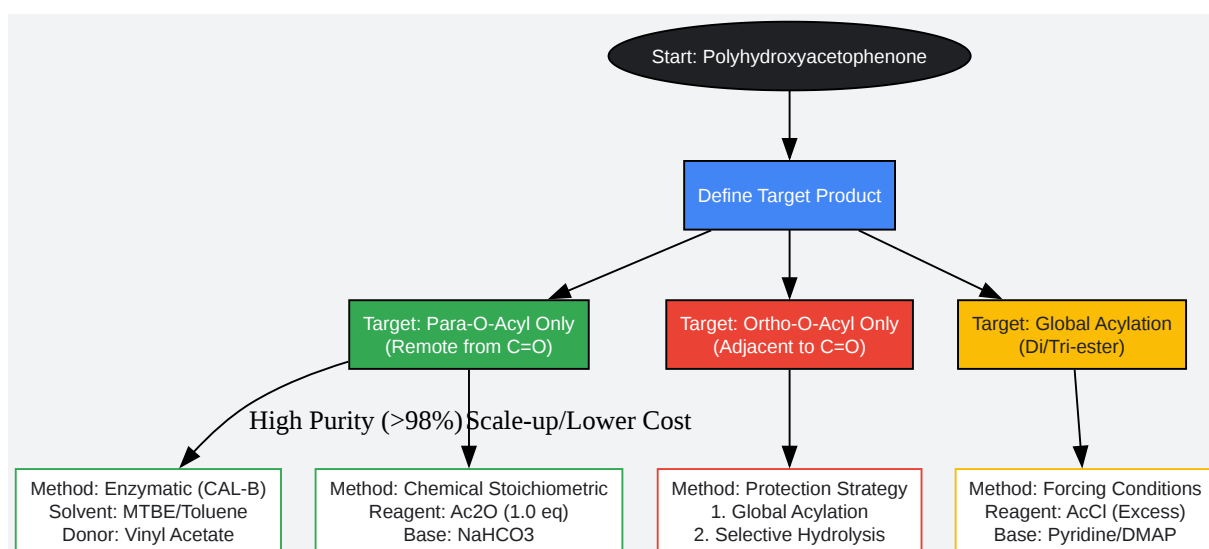 Start: Polyhydroxyacetophenone
Define Target Product
Target: Para-O-Acyl Only
(Remote from C=O)
Target: Ortho-O-Acyl Only
(Adjacent to C=O)
Target: Global Acylation
(Di/Tri-ester)
High Purity (>98%)
Scale-up/Lower Cost
Method: Enzymatic (CAL-B)
Solvent: MTBE/Toluene
Donor: Vinyl Acetate
Method: Chemical Stoichiometric
Reagent: Ac2O (1.0 eq)
Base: NaHCO3
Method: Protection Strategy
1. Global Acylation
2. Selective Hydrolysis
Method: Forcing Conditions
Reagent: AcCl (Excess)
Base: Pyridine/DMAP